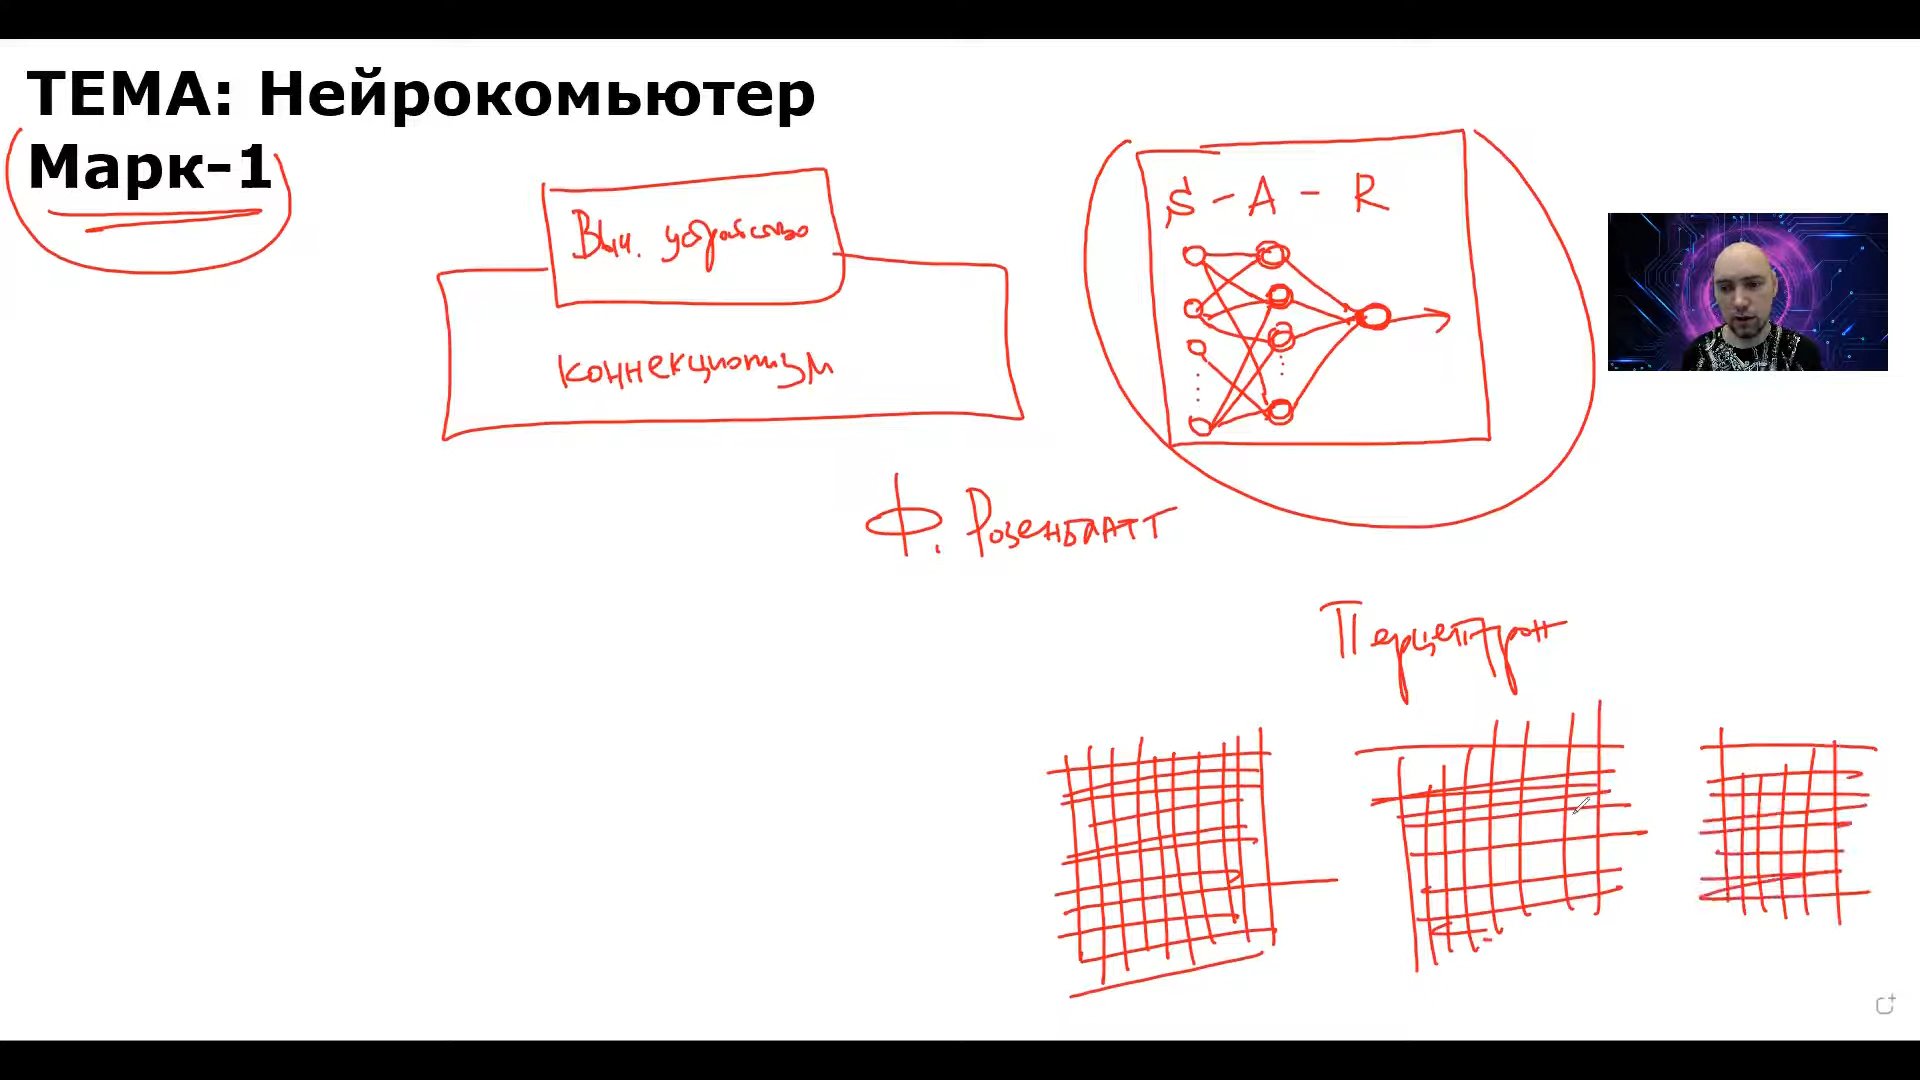 ТЕМА: Нейрокомьютер
Марк-1
Выч. устройство
коннекционизм
S - A - R
Ф. Розенблатт
Перцептрон